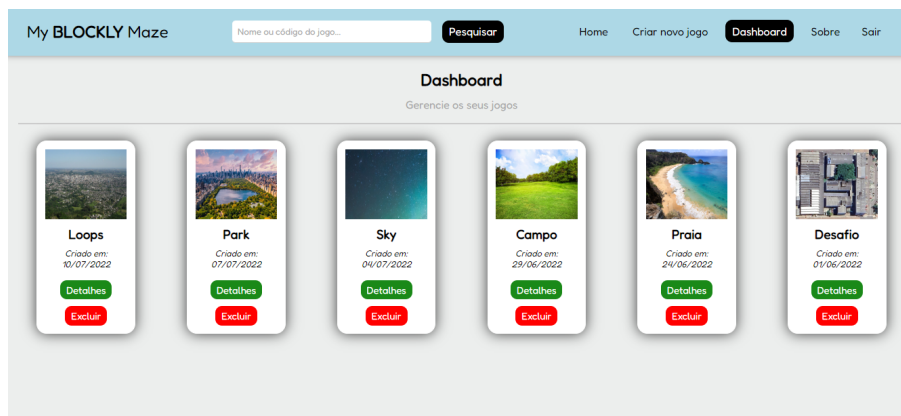 My BLOCKLY Maze
Nome ou código do jogo...
Pesquisar
Home
Criar novo jogo
Dashboard
Sobre
Sair
Dashboard
Gerencie os seus jogos
Loops
Criado em:
10/07/2022
Detalhes
Excluir
Park
Criado em:
07/07/2022
Detalhes
Excluir
Sky
Criado em:
04/07/2022
Detalhes
Excluir
Campo
Criado em:
29/06/2022
Detalhes
Excluir
Praia
Criado em:
24/06/2022
Detalhes
Excluir
Desafio
Criado em:
01/06/2022
Detalhes
Excluir